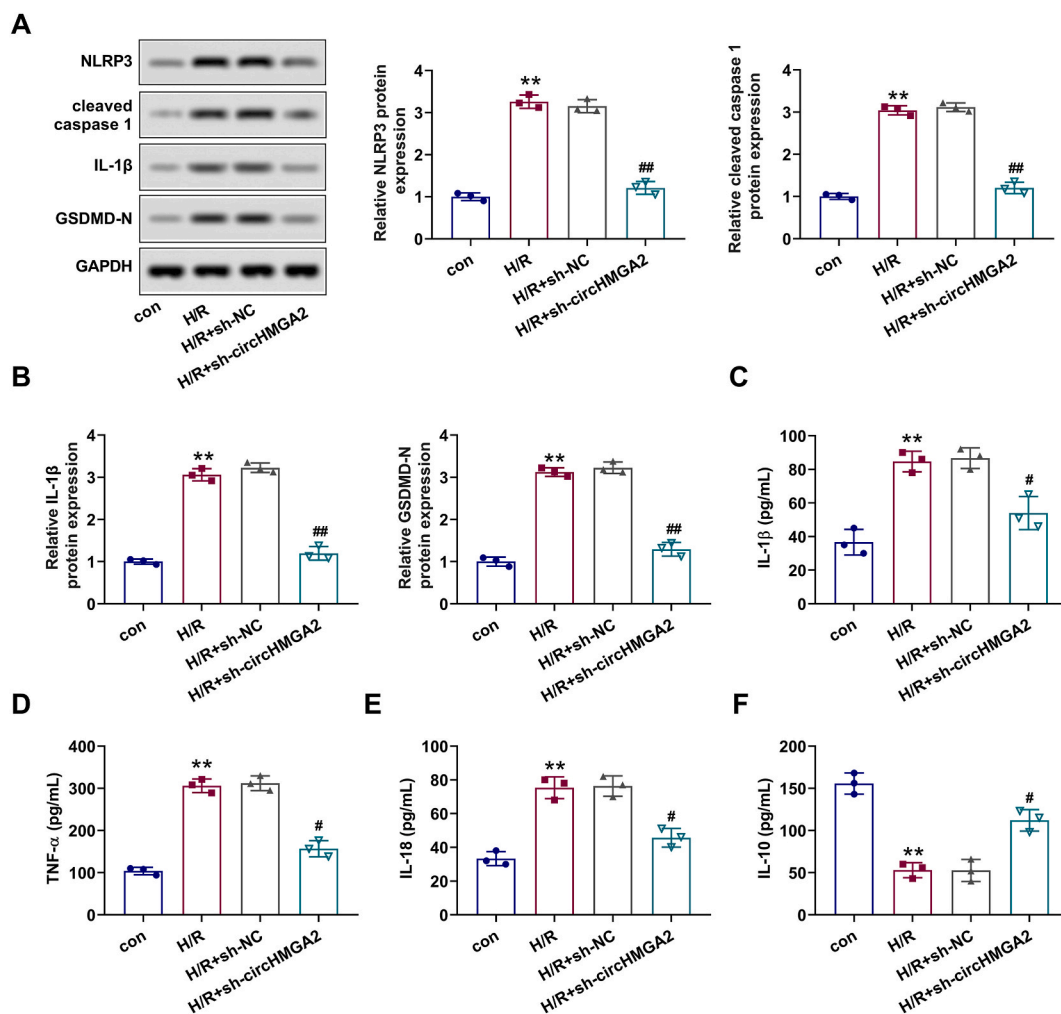 A
NLRP3
cleaved
caspase 1
IL-1β
GSDMD-N
GAPDH
con
H/R
H/R+sh-NC
H/R+sh-circHMGA2
Relative NLRP3 protein
expression
4
3
2
1
0
**
##
con
H/R
H/R+sh-NC
H/R+sh-circHMGA2
Relative cleaved caspase 1
protein expression
4
3
2
1
0
**
##
con
H/R
H/R+sh-NC
H/R+sh-circHMGA2
B
Relative IL-1β
protein expression
4
3
2
1
0
**
##
con
H/R
H/R+sh-NC
H/R+sh-circHMGA2
Relative GSDMD-N
protein expression
4
3
2
1
0
**
##
con
H/R
H/R+sh-NC
H/R+sh-circHMGA2
C
IL-1β (pg/mL)
100
80
60
40
20
0
**
#
con
H/R
H/R+sh-NC
H/R+sh-circHMGA2
D
TNF-α (pg/mL)
400
300
200
100
0
**
#
con
H/R
H/R+sh-NC
H/R+sh-circHMGA2
E
IL-18 (pg/mL)
100
80
60
40
20
0
**
#
con
H/R
H/R+sh-NC
H/R+sh-circHMGA2
F
IL-10 (pg/mL)
200
150
100
50
0
**
#
con
H/R
H/R+sh-NC
H/R+sh-circHMGA2